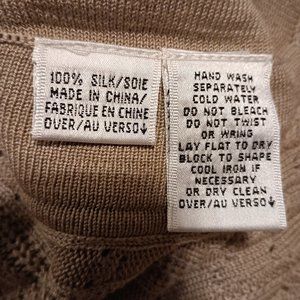 100% SILK/SOIE
MADE IN CHINA/
FABRIQUE EN CHINE
OVER/AU VERSO↓
HAND WASH
SEPARATELY
COLD WATER
DO NOT BLEACH
DO NOT TWIST
OR WRING
LAY FLAT TO DRY
BLOCK TO SHAPE
COOL IRON IF
NECESSARY
OR DRY CLEAN
OVER/AU VERSO↓